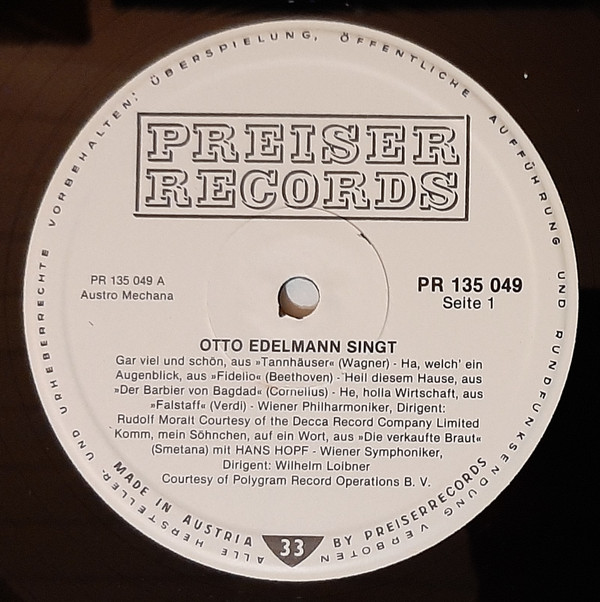 PREISER
RECORDS
PR 135 049 A
Austro Mechana
PR 135 049
Seite 1
OTTO EDELMANN SINGT
Gar viel und schön, aus »Tannhäuser« (Wagner) - Ha, welch' ein
Augenblick, aus »Fidelio« (Beethoven) - Heil diesem Hause, aus
»Der Barbier von Bagdad« (Cornelius) - He, holla Wirtschaft, aus
»Falstaff« (Verdi) - Wiener Philharmoniker, Dirigent:
Rudolf Moralt Courtesy of the Decca Record Company Limited
Komm, mein Söhnchen, auf ein Wort, aus »Die verkaufte Braut«
(Smetana) mit HANS HOPF - Wiener Symphoniker,
Dirigent: Wilhelm Loibner
Courtesy of Polygram Record Operations B. V.
MADE IN AUSTRIA 33 BY PREISERRECORDS
ALLE HERSTELLER- UND URHEBERRECHTE VORBEHALTEN: ÜBERSPIELUNG, ÖFFENTLICHE AUFFÜHRUNG UND RUNDFUNKSENDUNG VERBOTEN